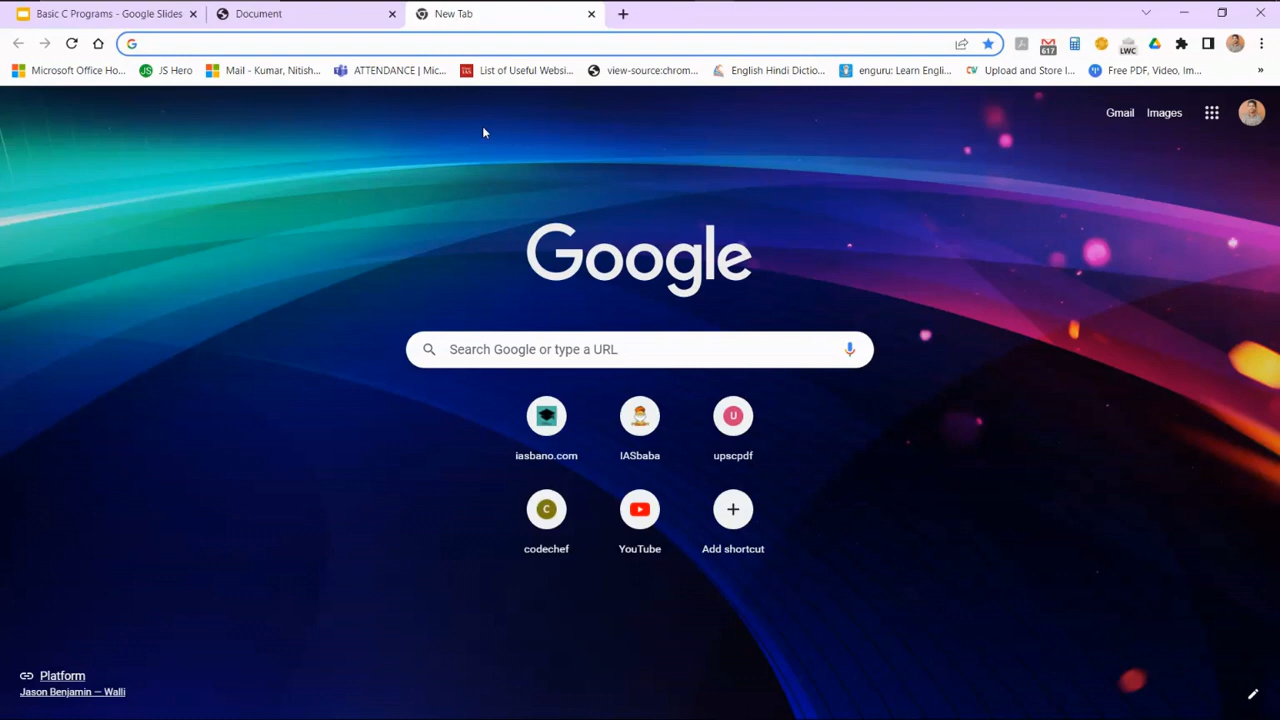 Basic C Programs - Google Slides
Document
New Tab
Microsoft Office Ho...
JS Hero
Mail - Kumar, Nitish...
ATTENDANCE | Mic...
List of Useful Websi...
view-source:chrom...
English Hindi Dictio...
enguru: Learn Engli...
Upload and Store I...
Free PDF, Video, Im...
617
LWC
Gmail
Images
Google
Search Google or type a URL
iasbano.com
IASbaba
U
upscpdf
C
codechef
YouTube
Add shortcut
Platform
Jason Benjamin — Walli